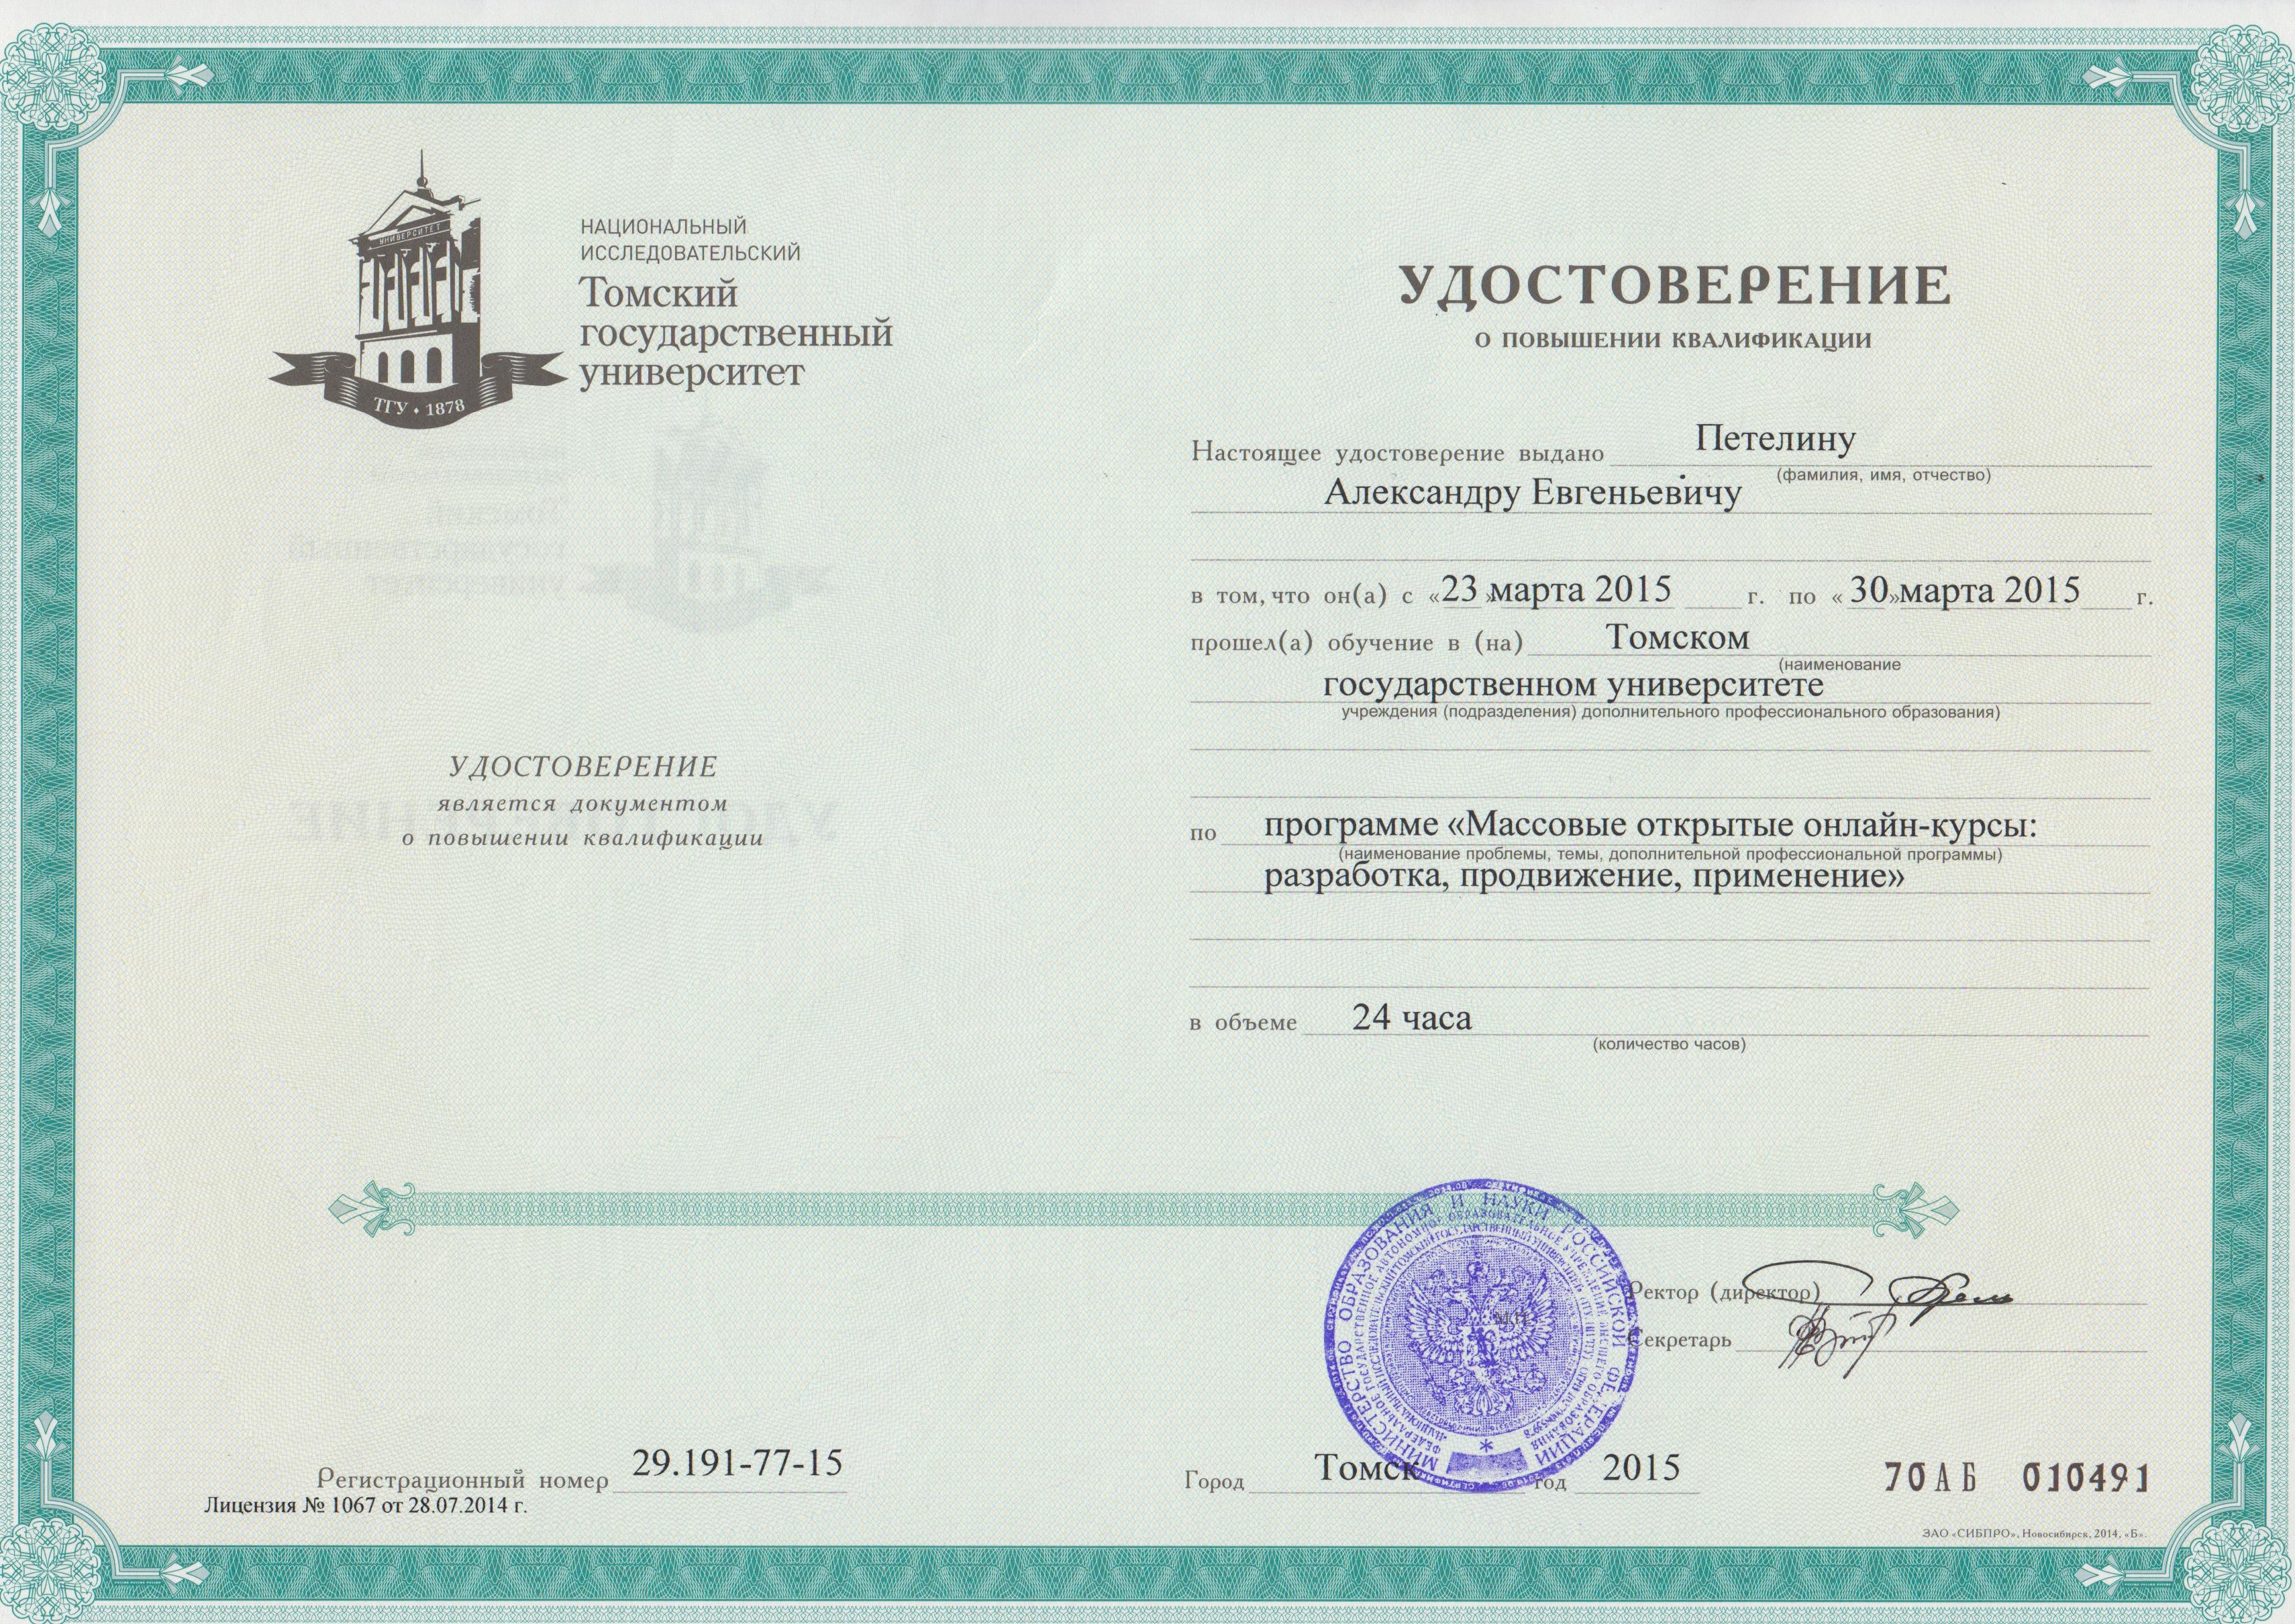 УНИВЕРСИТЕТ
ТГУ • 1878
НАЦИОНАЛЬНЫЙ
ИССЛЕДОВАТЕЛЬСКИЙ
Томский
государственный
университет
УДОСТОВЕРЕНИЕ
является документом
о повышении квалификации
Регистрационный номер 29.191-77-15
Лицензия № 1067 от 28.07.2014 г.
УДОСТОВЕРЕНИЕ
О ПОВЫШЕНИИ КВАЛИФИКАЦИИ
Настоящее удостоверение выдано Петелину
(фамилия, имя, отчество)
Александру Евгеньевичу
в том, что он(а) с «23» марта 2015 г. по «30» марта 2015 г.
прошел(а) обучение в (на) Томском
(наименование
государственном университете
учреждения (подразделения) дополнительного профессионального образования)
по программе «Массовые открытые онлайн-курсы:
(наименование проблемы, темы, дополнительной профессиональной программы)
разработка, продвижение, применение»
в объеме 24 часа
(количество часов)
МИНИСТЕРСТВО ОБРАЗОВАНИЯ И НАУКИ РОССИЙСКОЙ ФЕДЕРАЦИИ
М.П.
Ректор (директор)
Секретарь
Город Томск год 2015
70АБ 010491
ЗАО «СИБПРО», Новосибирск, 2014, «Б».